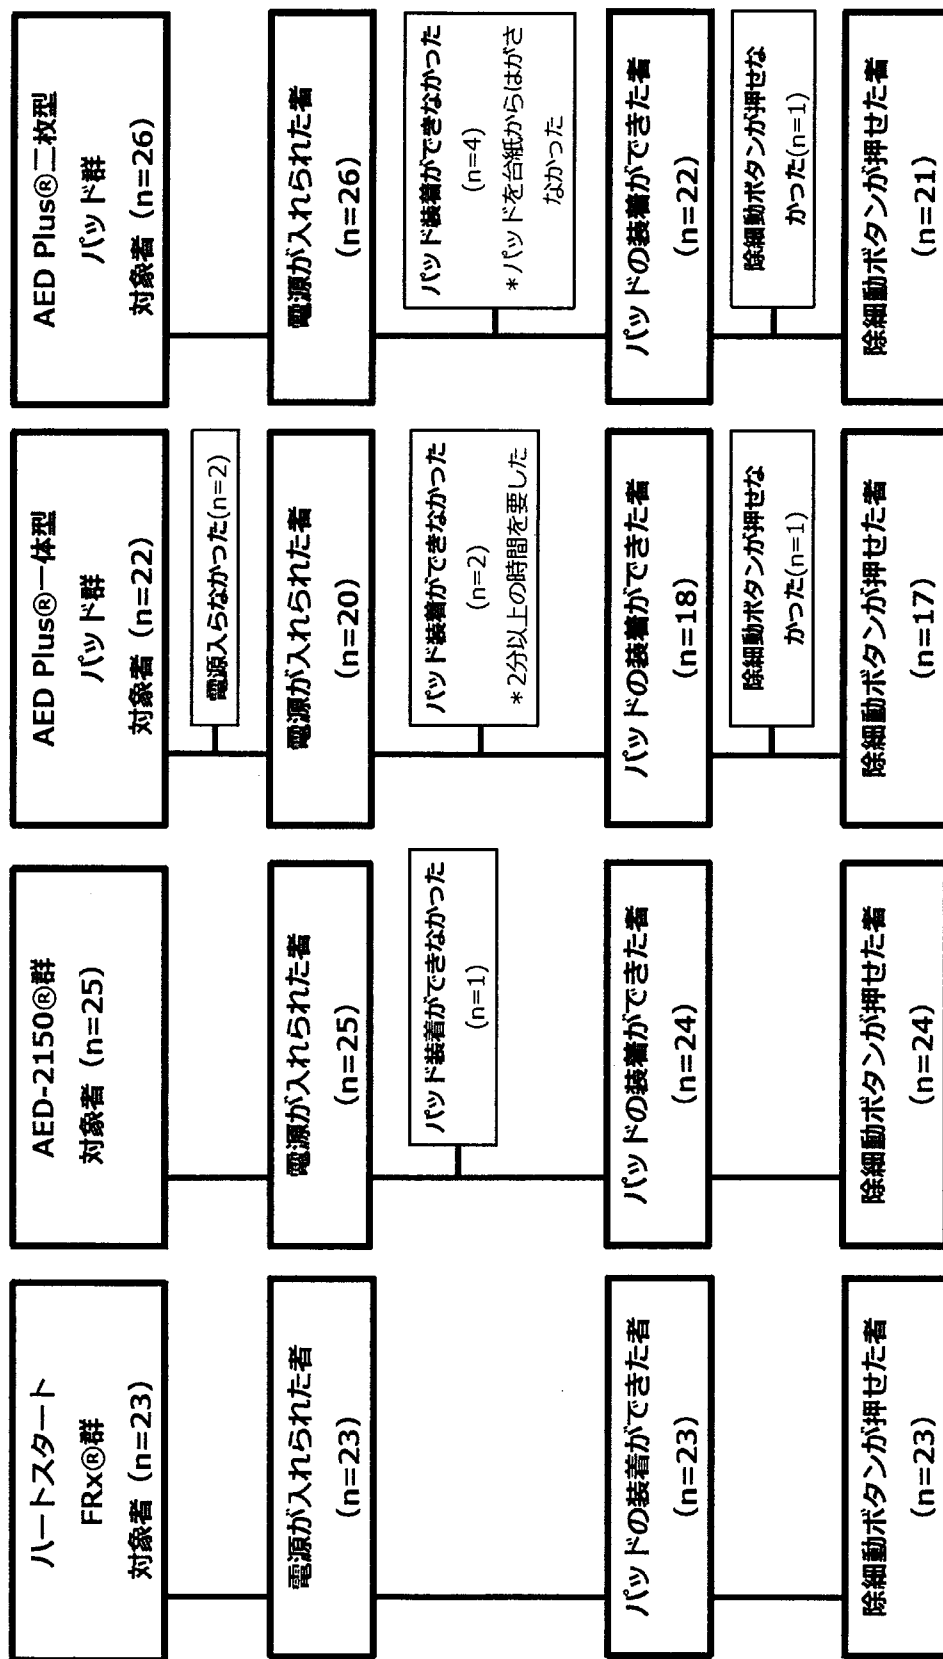 ハートスタート
FRx®群
対象者（n=23）
電源が入れられた者
(n=23)
パッドの装着ができた者
(n=23)
除細動ボタンが押せた者
(n=23)
AED-2150®群
対象者（n=25）
電源が入れられた者
(n=25)
パッド装着ができなかった
(n=1)
パッドの装着ができた者
(n=24)
除細動ボタンが押せた者
(n=24)
AED Plus®一体型
パッド群
対象者（n=22）
電源入らなかった(n=2)
電源が入れられた者
(n=20)
パッド装着ができなかった
(n=2)
*2分以上の時間を要した
パッドの装着ができた者
(n=18)
除細動ボタンが押せな
かった(n=1)
除細動ボタンが押せた者
(n=17)
AED Plus®二枚型
パッド群
対象者（n=26）
電源が入れられた者
(n=26)
パッド装着ができなかった
(n=4)
*パッドを台紙からはがさ
なかった
パッドの装着ができた者
(n=22)
除細動ボタンが押せな
かった(n=1)
除細動ボタンが押せた者
(n=21)